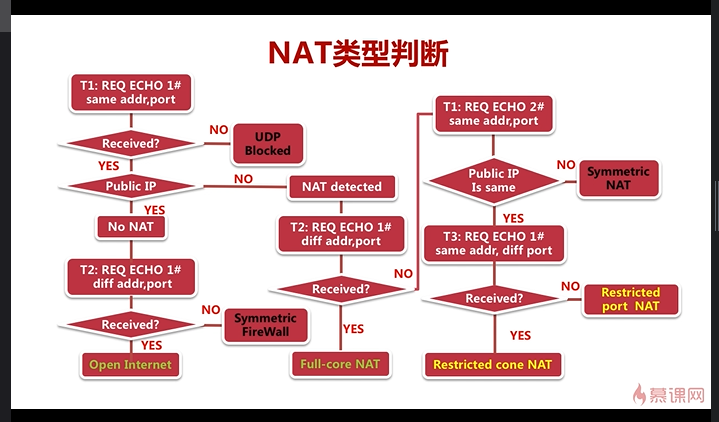 NAT类型判断
T1: REQ ECHO 1#
same addr,port
Received?
NO
UDP
Blocked
YES
Public IP
NO
NAT detected
YES
No NAT
T2: REQ ECHO 1#
diff addr,port
Received?
NO
Symmetric
FireWall
YES
Open Internet
T2: REQ ECHO 1#
diff addr,port
Received?
NO
YES
Full-core NAT
T1: REQ ECHO 2#
same addr,port
Public IP
Is same
NO
Symmetric
NAT
YES
T3: REQ ECHO 1#
same addr, diff port
Received?
NO
Restricted
port NAT
YES
Restricted cone NAT
慕课网